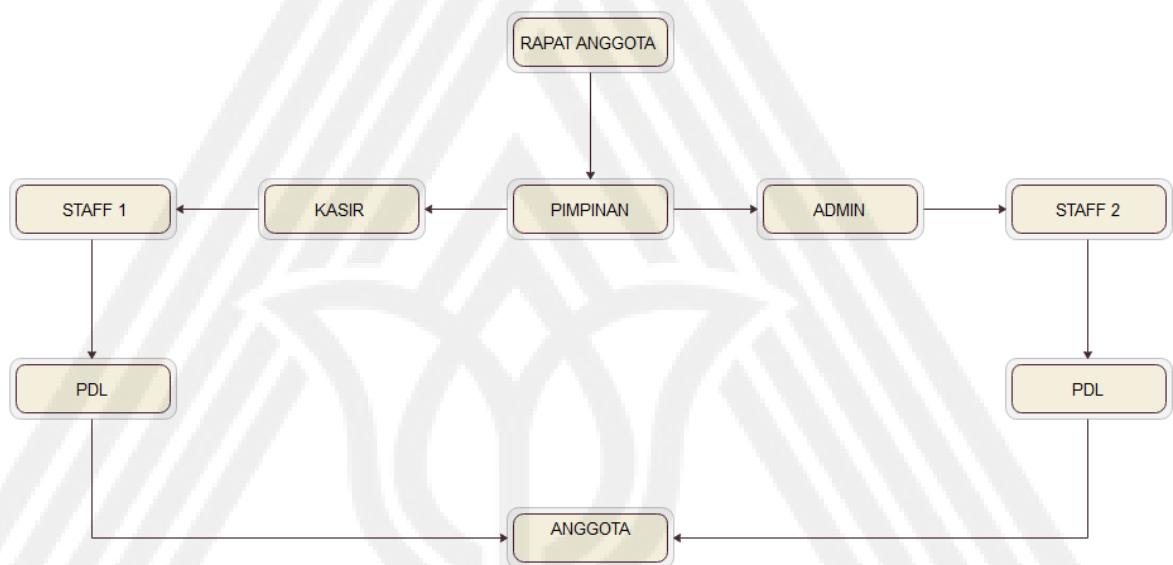 RAPAT ANGGOTA
STAFF 1
KASIR
PIMPINAN
ADMIN
STAFF 2
PDL
PDL
ANGGOTA